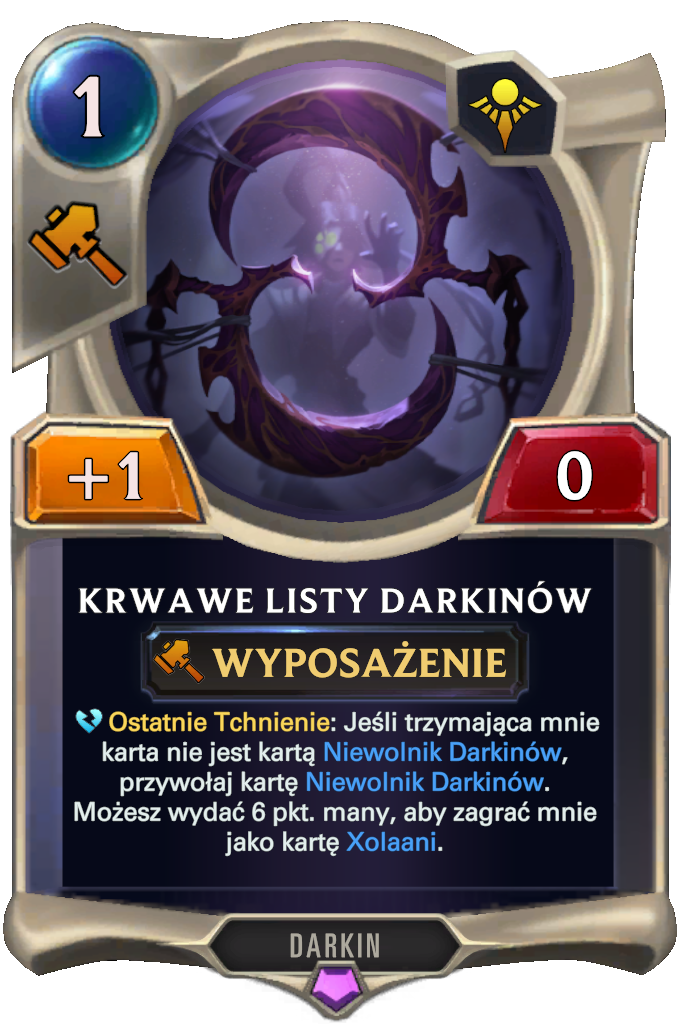 1
+1
0
KRWAWE LISTY DARKINÓW
WYPOSAŻENIE
Ostatnie Tchnienie: Jeśli trzymająca mnie
karta nie jest kartą Niewolnik Darkinów,
przywołaj kartę Niewolnik Darkinów.
Możesz wydać 6 pkt. many, aby zagrać mnie
jako kartę Xolaani.
DARKIN